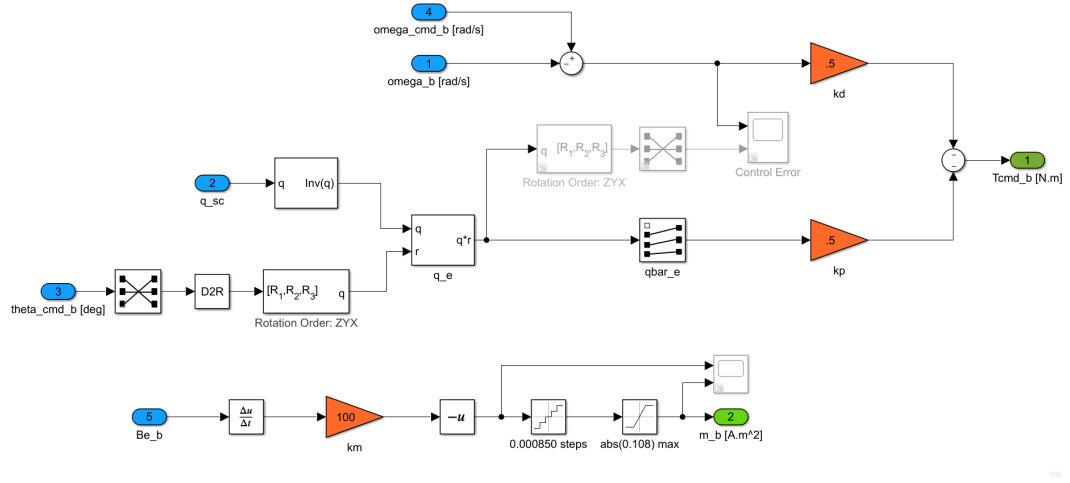 4
omega_cmd_b [rad/s]
1
omega_b [rad/s]
− +
.5
kd
q [R1,R2,R3]
Rotation Order: ZYX
Control Error
−
−
1
Tcmd_b [N.m]
2
q_sc
q Inv(q)
q
r
q*r
q_e
qbar_e
.5
kp
3
theta_cmd_b [deg]
D2R
[R1,R2,R3] q
Rotation Order: ZYX
5
Be_b
Δu
Δt
100
km
−u
0.000850 steps
abs(0.108) max
2
m_b [A.m^2]